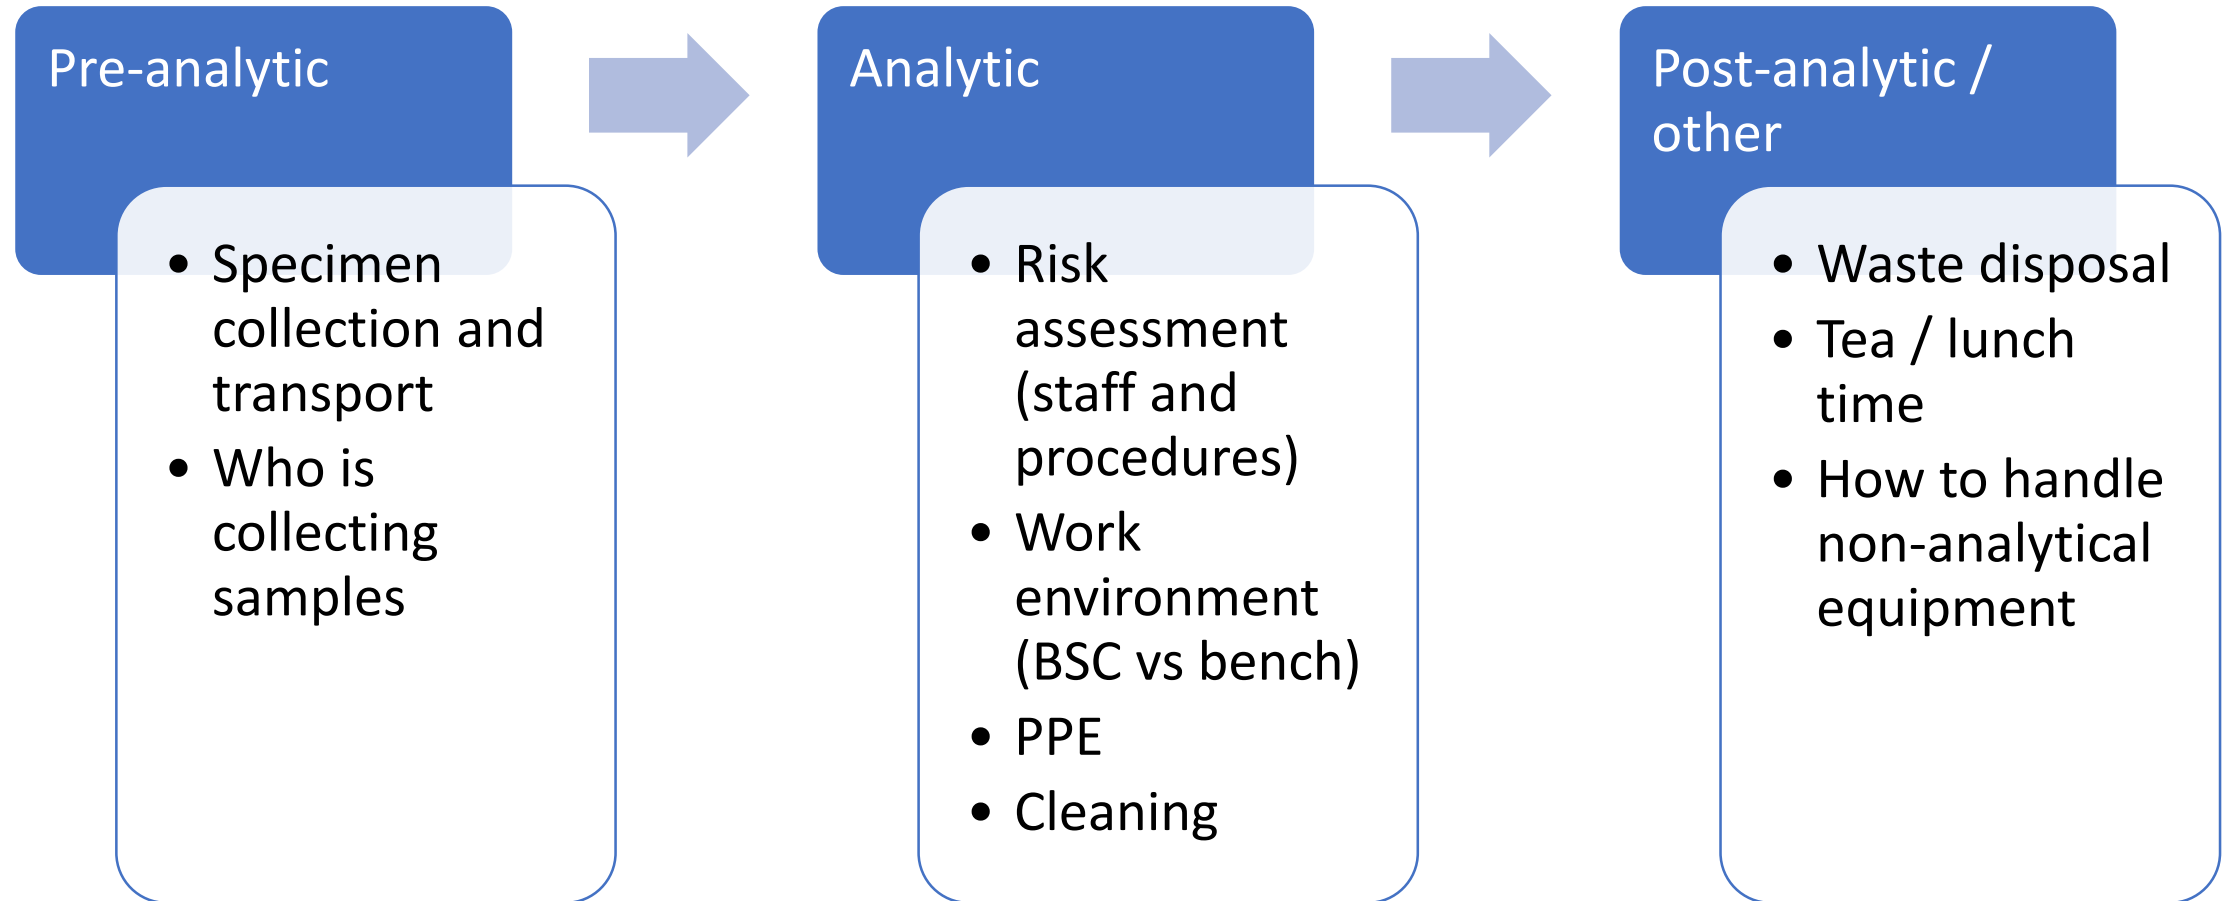 Pre-analytic
• Specimen
collection and
transport
• Who is
collecting
samples
Analytic
• Risk
assessment
(staff and
procedures)
• Work
environment
(BSC vs bench)
• PPE
• Cleaning
Post-analytic /
other
• Waste disposal
• Tea / lunch
time
• How to handle
non-analytical
equipment